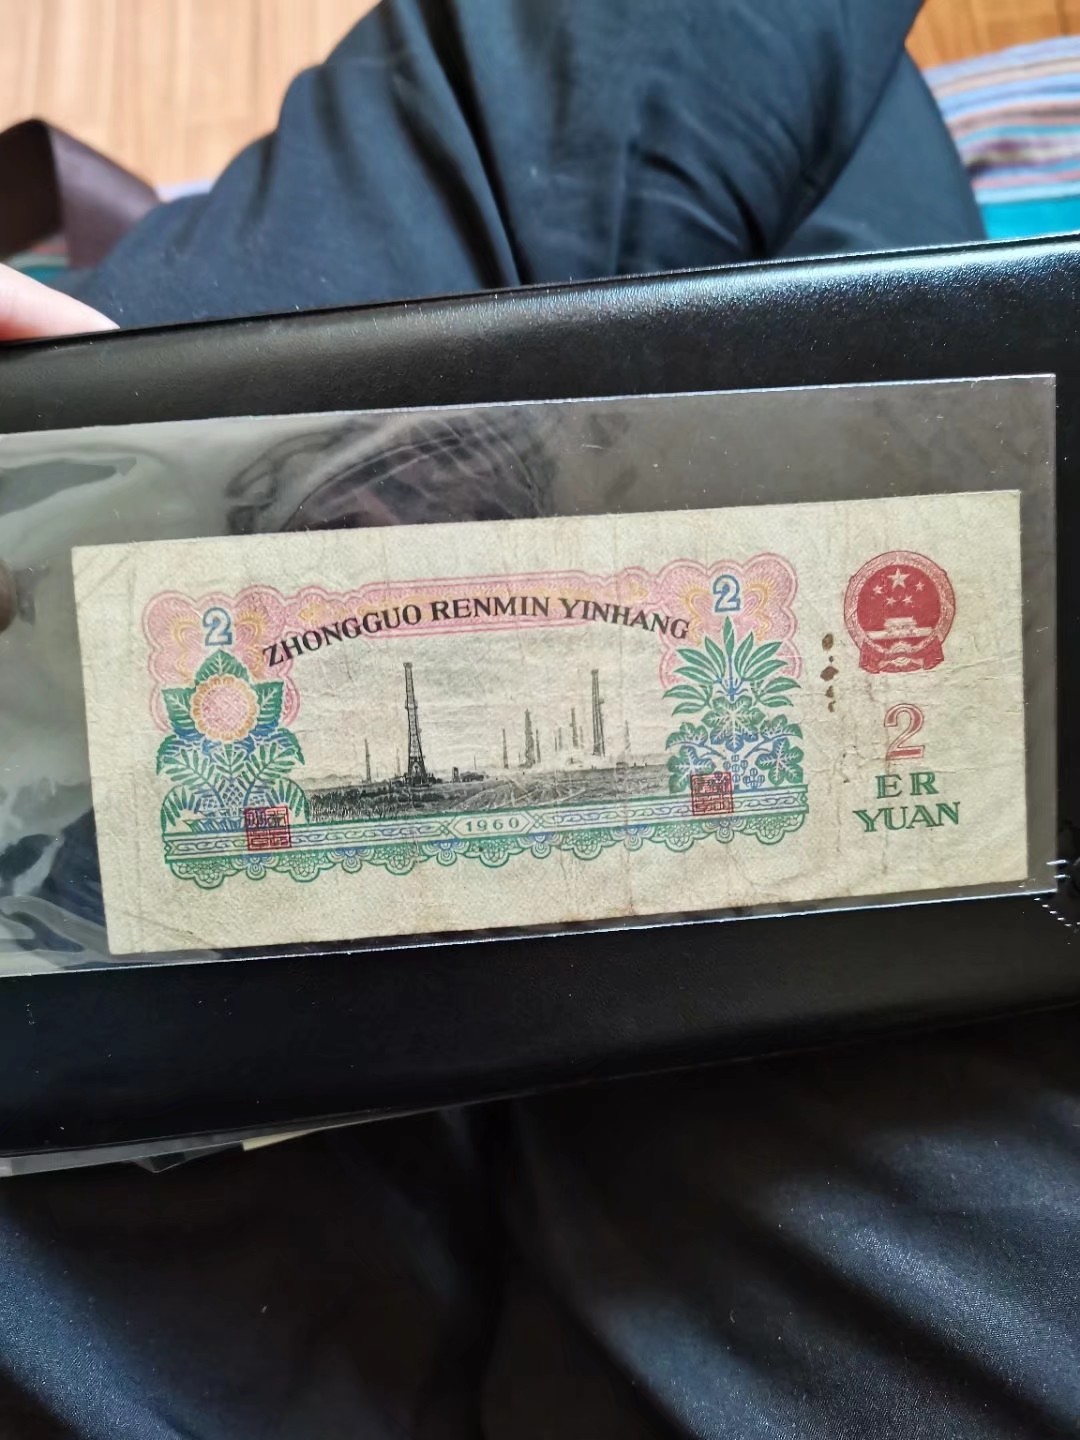 2
2
ZHONGGUO RENMIN YINHANG
1960
2
ER
YUAN